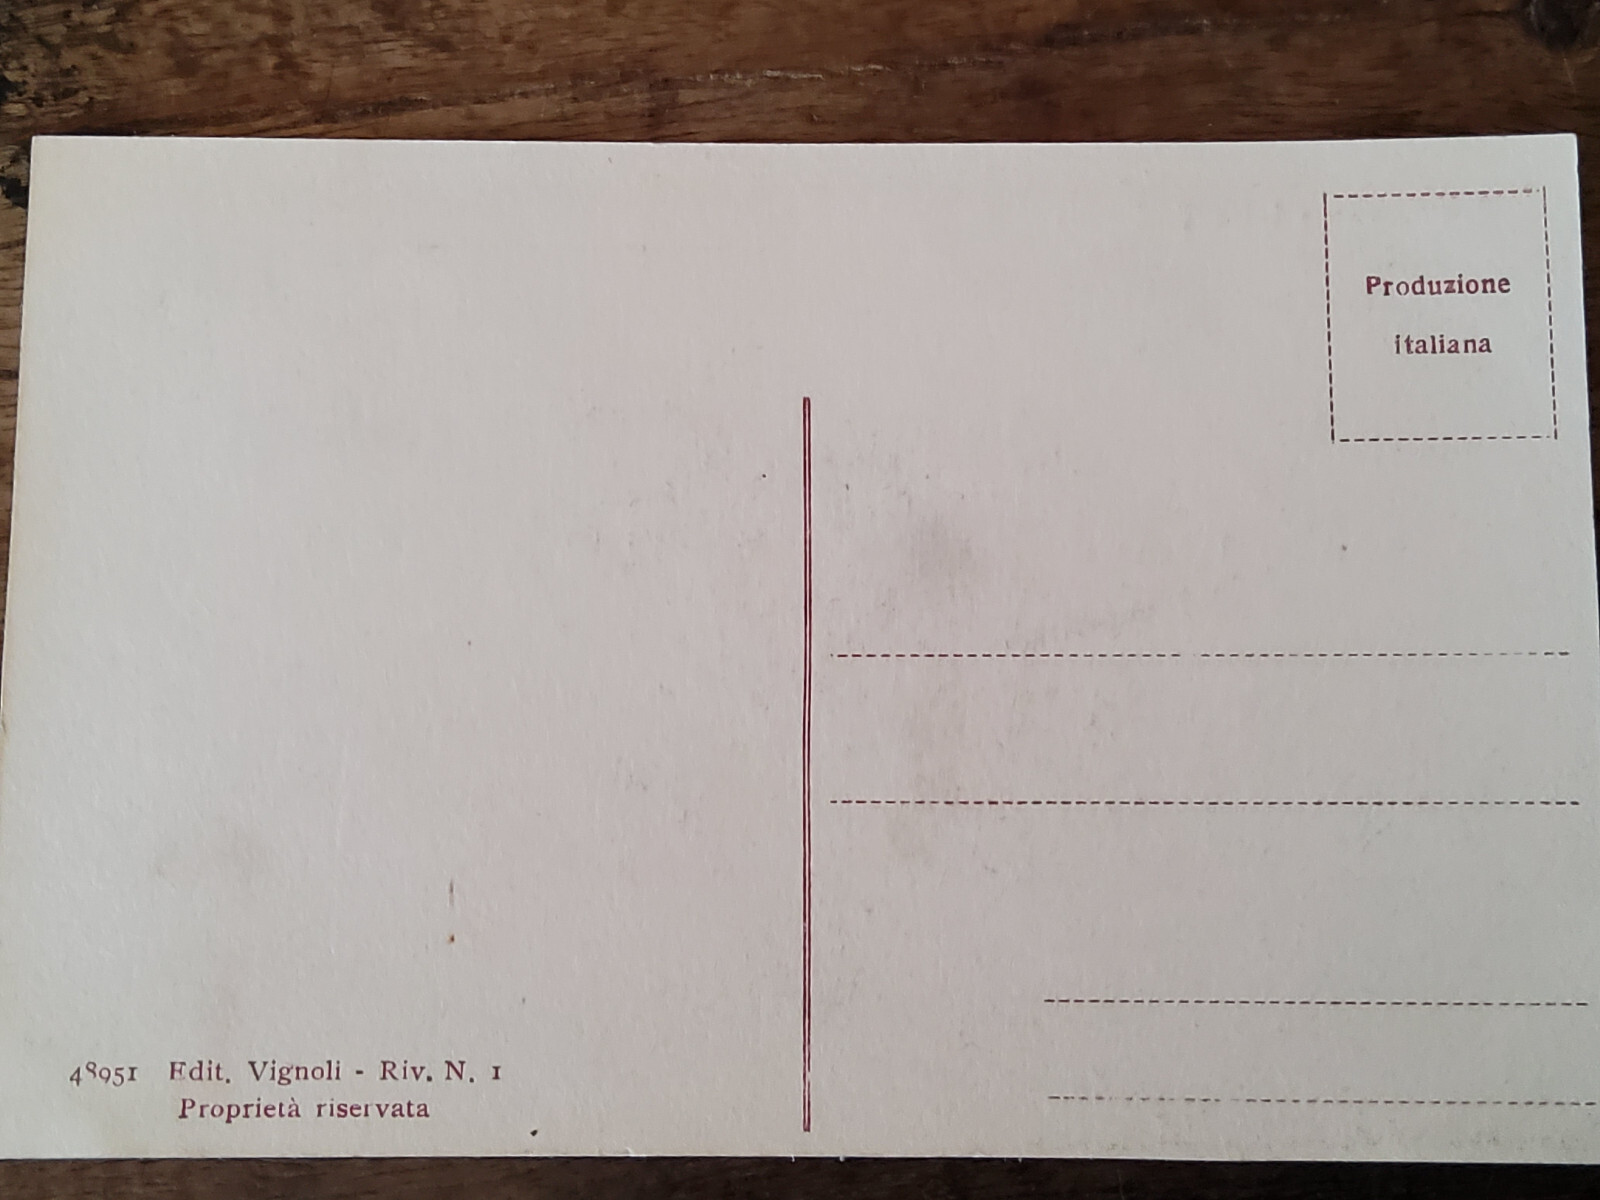 Produzione
italiana
48951 Edit. Vignoli - Riv. N. 1
Proprietà riservata